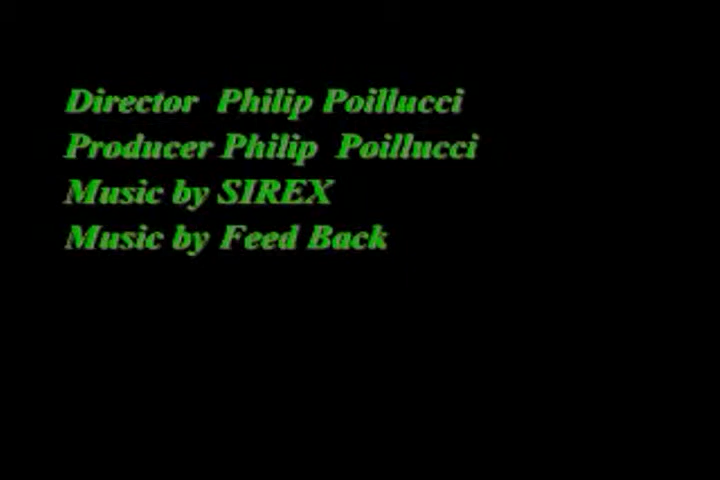 Director Philip Poillucci
Producer Philip Poillucci
Music by SIREX
Music by Feed Back